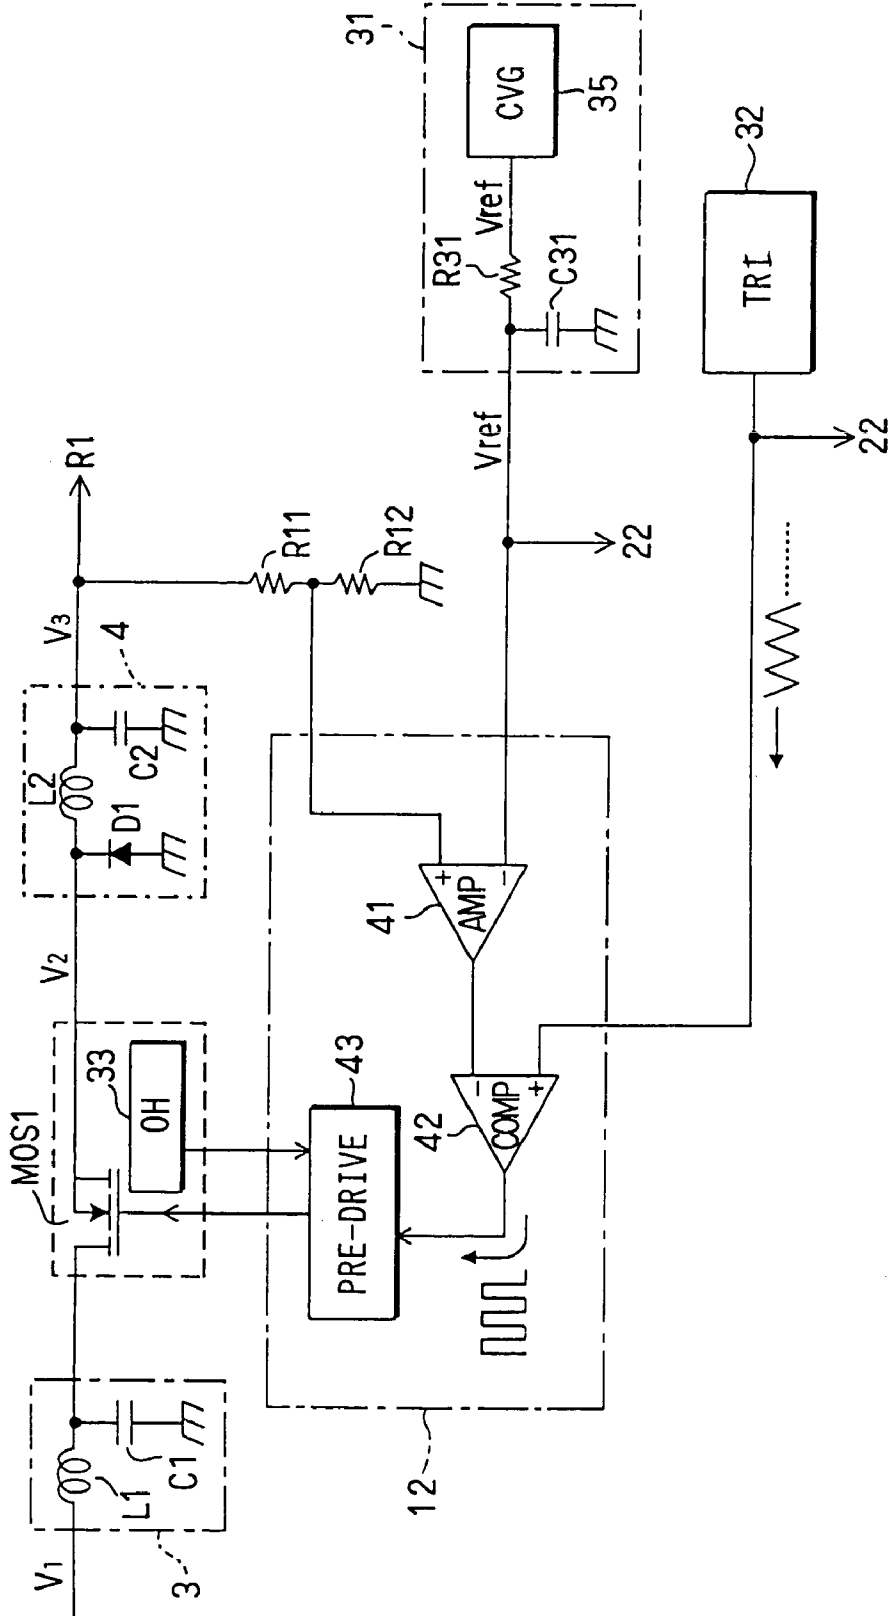 V1
L1
C1
3
MOS1
33
OH
V2
L2
D1
C2
4
V3
R1
R11
R12
12
PRE-DRIVE
43
42
COMP
-
+
41
AMP
+
-
Vref
22
31
R31
C31
Vref
CVG
35
32
TRI
22